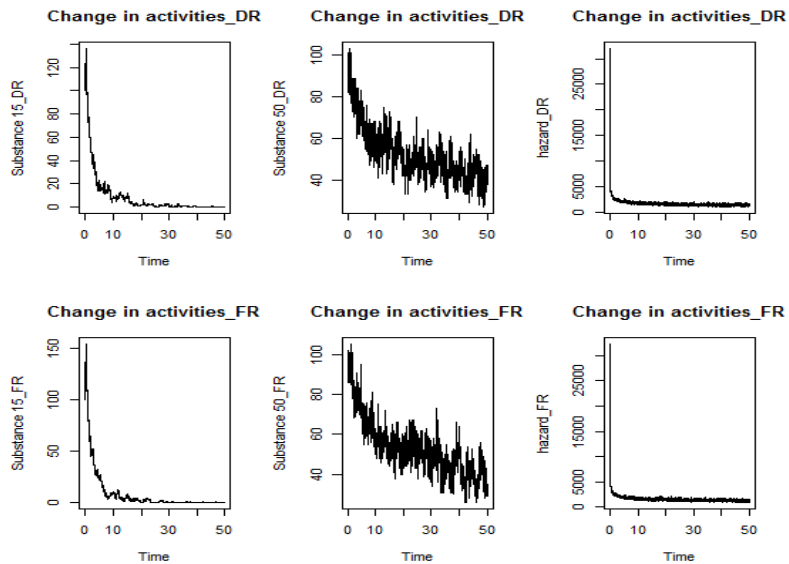 Change in activities_DR
Substance 15_DR
0 20 40 60 80 120
0 10 30 50
Time
Change in activities_DR
Substance 50_DR
40 60 80 100
0 10 30 50
Time
Change in activities_DR
hazard_DR
0 5000 15000 25000
0 10 30 50
Time
Change in activities_FR
Substance 15_FR
0 50 100 150
0 10 30 50
Time
Change in activities_FR
Substance 50_FR
40 60 80 100
0 10 30 50
Time
Change in activities_FR
hazard_FR
0 5000 15000 25000
0 10 30 50
Time